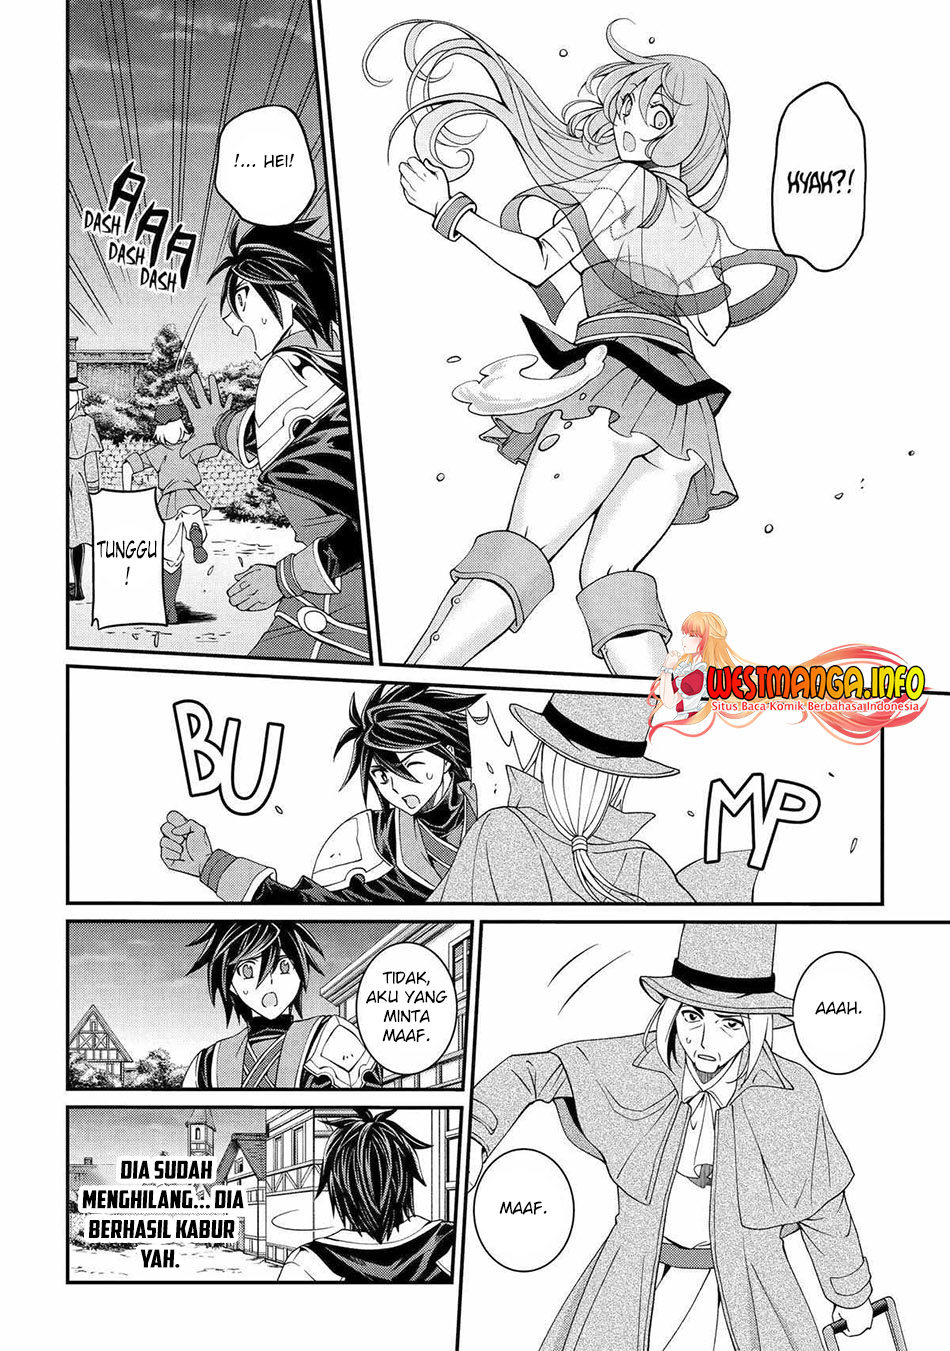 HYAH?!
!... HEI!
DASH
DASH
DASH
TUNGGU
!
WESTMANGA.INFO
Situs Baca Komik Berbahasa Indonesia
BU
MP
AAAH.
MAAF.
TIDAK,
AKU YANG
MINTA
MAAF.
DIA SUDAH
MENGHILANG... DIA
BERHASIL KABUR
YAH.